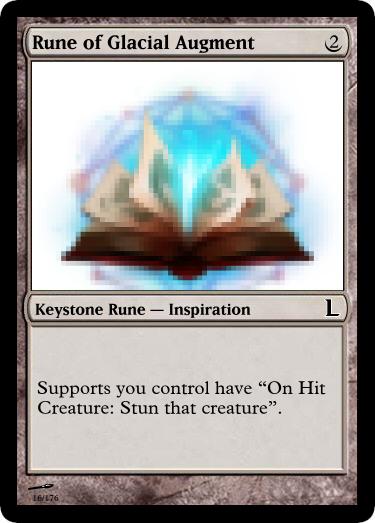 Rune of Glacial Augment 2
Keystone Rune — Inspiration L
Supports you control have “On Hit
Creature: Stun that creature”.
16/176